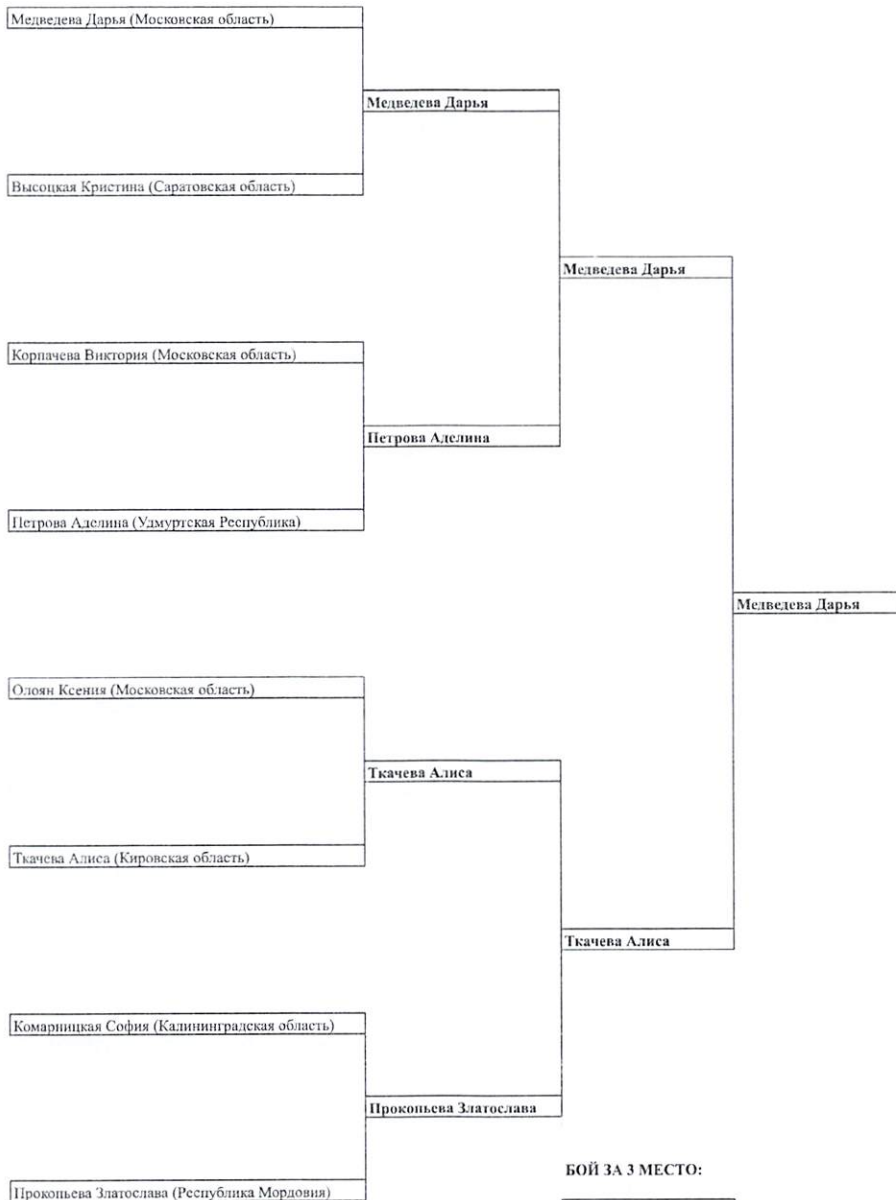 Медведева Дарья (Московская область)
Медведева Дарья
Высоцкая Кристина (Саратовская область)
Медведева Дарья
Корпачева Виктория (Московская область)
Петрова Аделина
Петрова Аделина (Удмуртская Республика)
Медведева Дарья
Олоян Ксения (Московская область)
Ткачева Алиса
Ткачева Алиса (Кировская область)
Ткачева Алиса
Комарницкая София (Калининградская область)
Прокопьева Златослава
БОЙ ЗА 3 МЕСТО:
Прокопьева Златослава (Республика Мордовия)